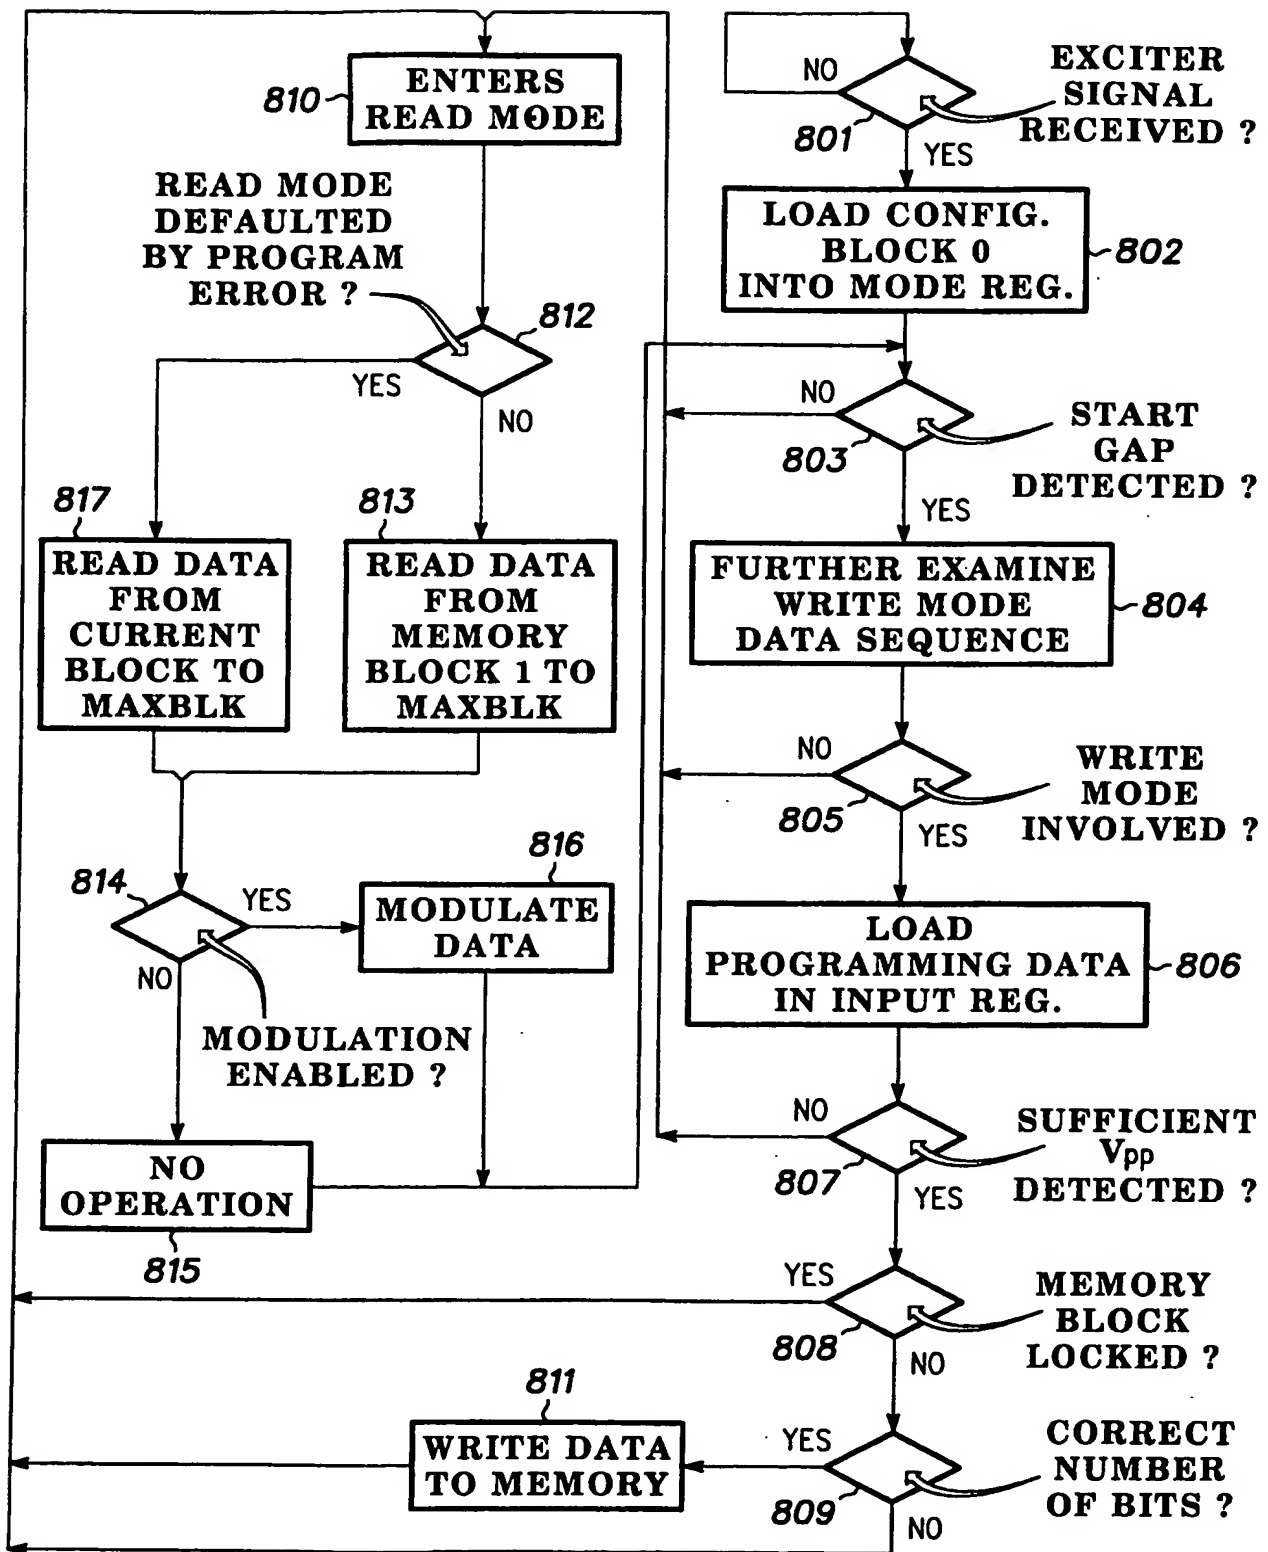 ENTERS
READ MODE
810
NO
801
EXCITER
SIGNAL
RECEIVED ?
YES
LOAD CONFIG.
BLOCK 0
INTO MODE REG.
802
READ MODE
DEFAULTED
BY PROGRAM
ERROR ?
812
YES
NO
NO
803
START
GAP
DETECTED ?
YES
817
READ DATA
FROM
CURRENT
BLOCK TO
MAXBLK
813
READ DATA
FROM
MEMORY
BLOCK 1 TO
MAXBLK
FURTHER EXAMINE
WRITE MODE
DATA SEQUENCE
804
NO
805
WRITE
MODE
INVOLVED ?
YES
814
YES
NO
816
MODULATE
DATA
MODULATION
ENABLED ?
LOAD
PROGRAMMING DATA
IN INPUT REG.
806
NO
OPERATION
815
NO
807
SUFFICIENT
Vpp
DETECTED ?
YES
YES
808
MEMORY
BLOCK
LOCKED ?
NO
811
WRITE DATA
TO MEMORY
YES
809
CORRECT
NUMBER
OF BITS ?
NO